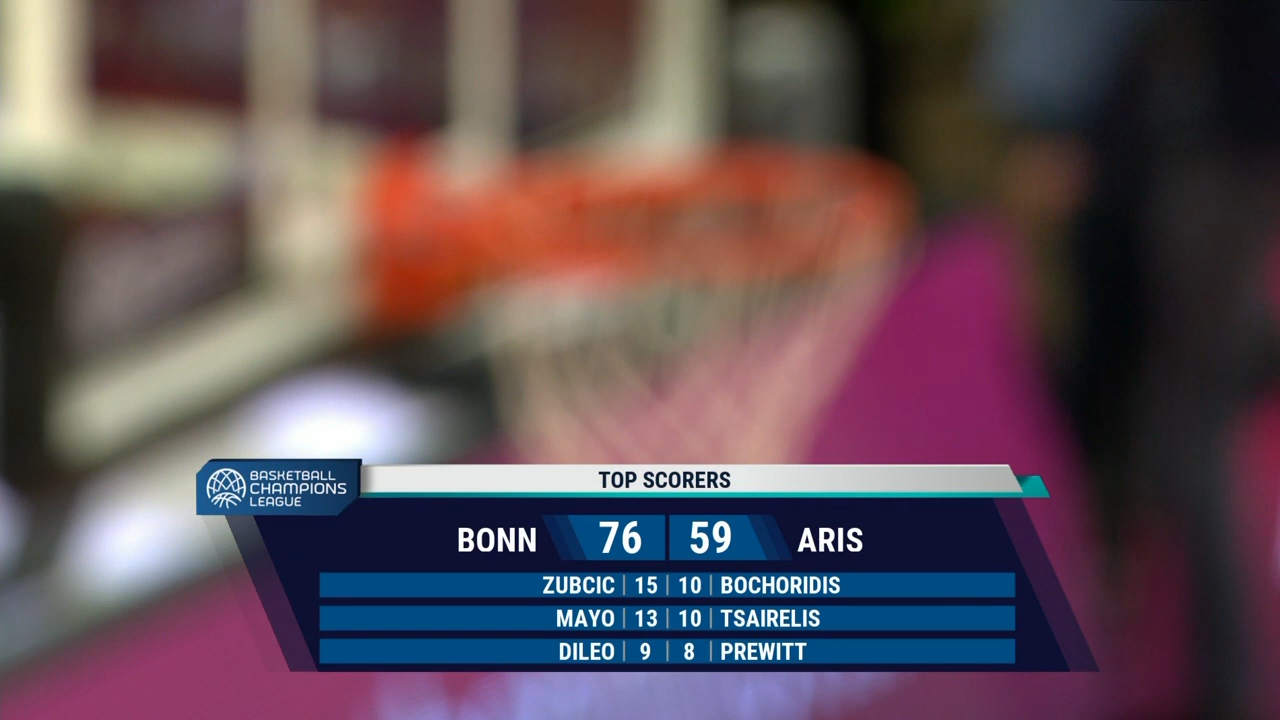 BASKETBALL
CHAMPIONS
LEAGUE
TOP SCORERS
BONN 76 59 ARIS
ZUBCIC 15 10 BOCHORIDIS
MAYO 13 10 TSAIRELIS
DILEO 9 8 PREWITT